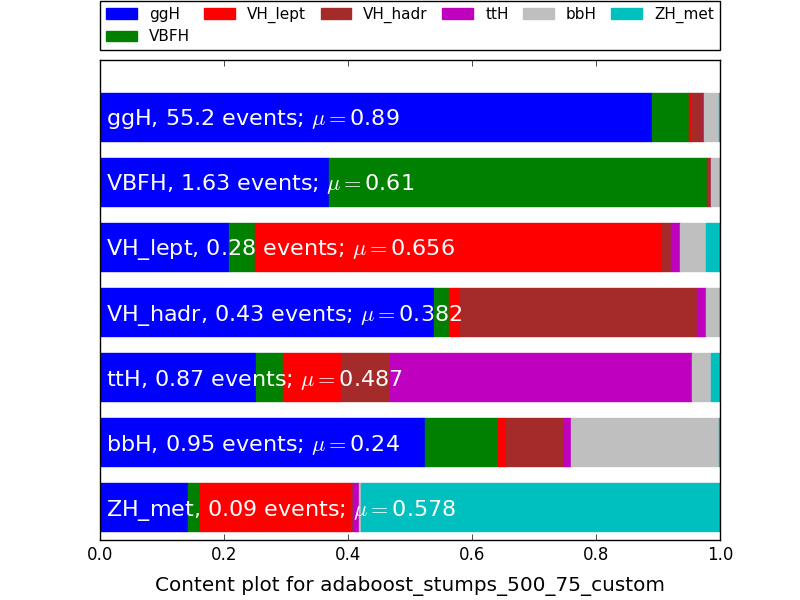 ggH VH_lept VH_hadr ttH bbH ZH_met
VBFH
ggH, 55.2 events; μ = 0.89
VBFH, 1.63 events; μ = 0.61
VH_lept, 0.28 events; μ = 0.656
VH_hadr, 0.43 events; μ = 0.382
ttH, 0.87 events; μ = 0.487
bbH, 0.95 events; μ = 0.24
ZH_met, 0.09 events; μ = 0.578
0.0 0.2 0.4 0.6 0.8 1.0
Content plot for adaboost_stumps_500_75_custom